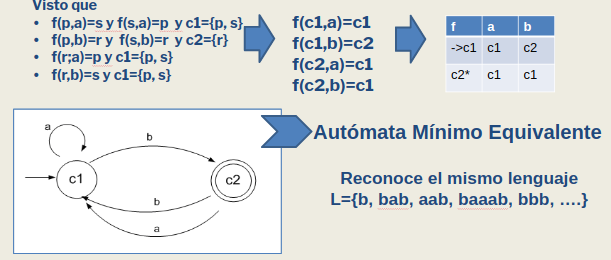 Visto que
• f(p,a)=s y f(s,a)=p y c1={p, s}
• f(p,b)=r y f(s,b)=r y c2={r}
• f(r;a)=p y c1={p, s}
• f(r,b)=s y c1={p, s}
f(c1,a)=c1
f(c1,b)=c2
f(c2,a)=c1
f(c2,b)=c1
f a b
->c1 c1 c2
c2* c1 c1
a
b
c1
c2
b
a
Autómata Mínimo Equivalente
Reconoce el mismo lenguaje
L={b, bab, aab, baaab, bbb, ....}